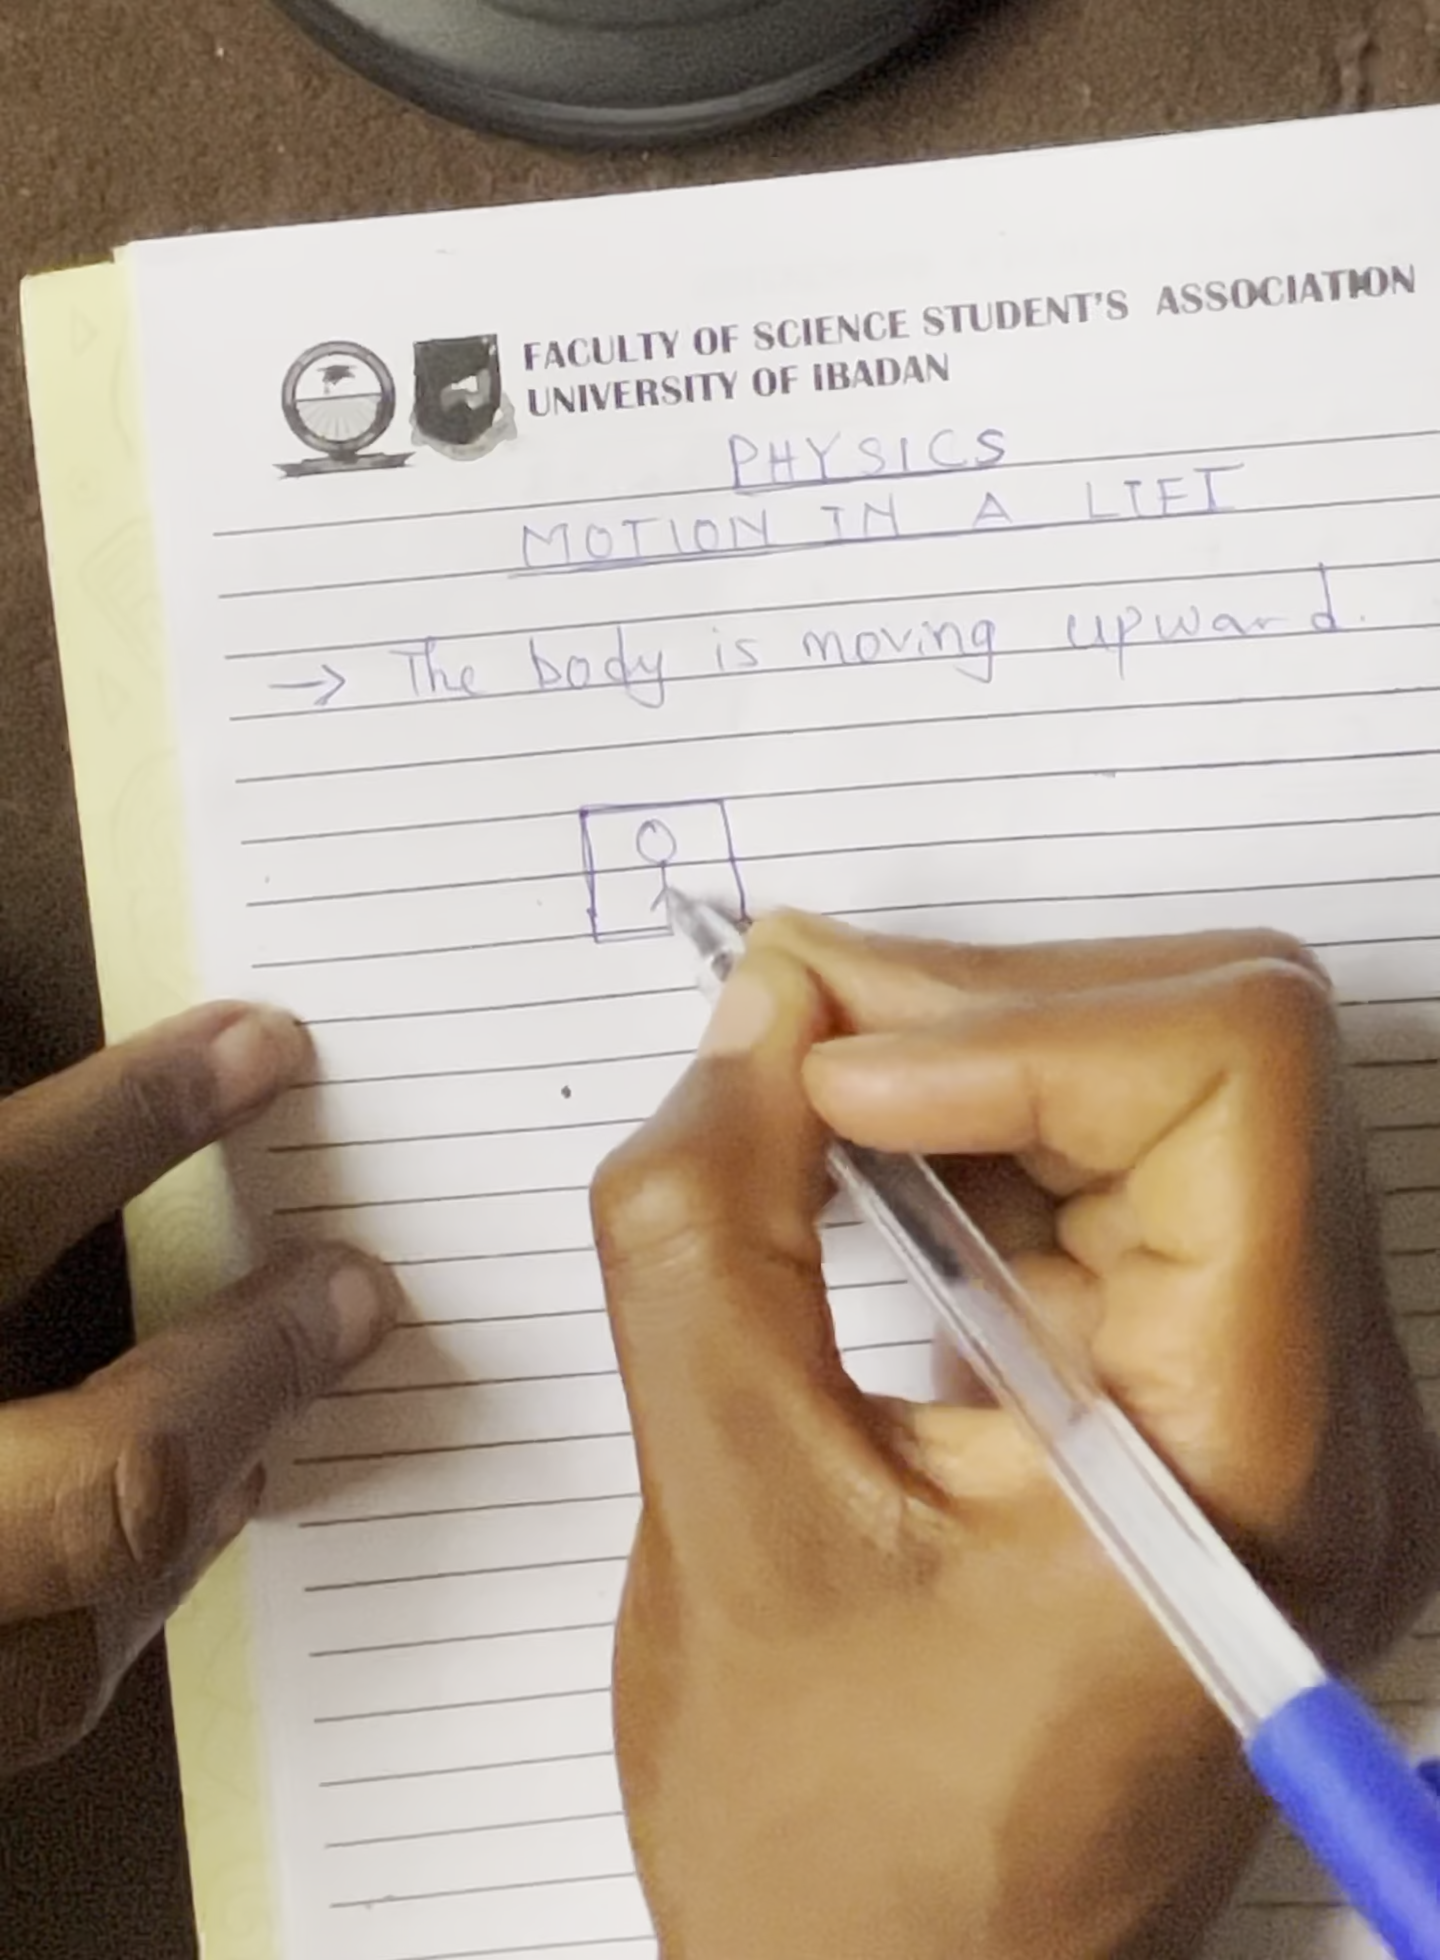 FACULTY OF SCIENCE STUDENT'S ASSOCIATION
UNIVERSITY OF IBADAN
PHYSICS
MOTION IN A LIFT
→ The body is moving upward.